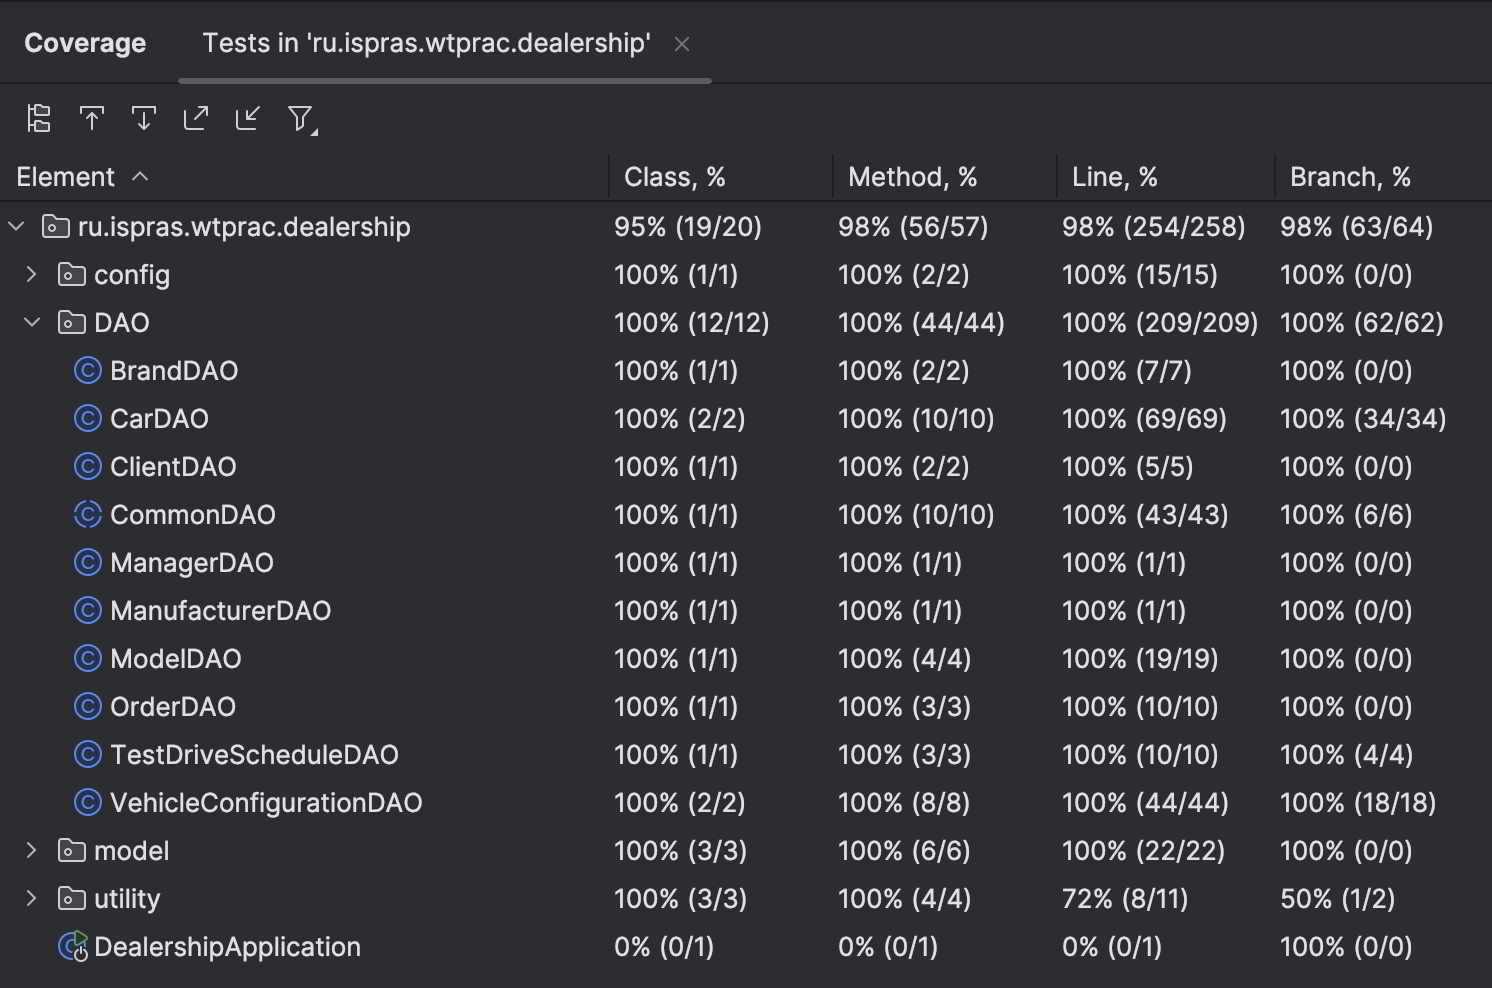 Coverage Tests in 'ru.ispras.wtprac.dealership'
Element Class, % Method, % Line, % Branch, %
ru.ispras.wtprac.dealership 95% (19/20) 98% (56/57) 98% (254/258) 98% (63/64)
config 100% (1/1) 100% (2/2) 100% (15/15) 100% (0/0)
DAO 100% (12/12) 100% (44/44) 100% (209/209) 100% (62/62)
BrandDAO 100% (1/1) 100% (2/2) 100% (7/7) 100% (0/0)
CarDAO 100% (2/2) 100% (10/10) 100% (69/69) 100% (34/34)
ClientDAO 100% (1/1) 100% (2/2) 100% (5/5) 100% (0/0)
CommonDAO 100% (1/1) 100% (10/10) 100% (43/43) 100% (6/6)
ManagerDAO 100% (1/1) 100% (1/1) 100% (1/1) 100% (0/0)
ManufacturerDAO 100% (1/1) 100% (1/1) 100% (1/1) 100% (0/0)
ModelDAO 100% (1/1) 100% (4/4) 100% (19/19) 100% (0/0)
OrderDAO 100% (1/1) 100% (3/3) 100% (10/10) 100% (0/0)
TestDriveScheduleDAO 100% (1/1) 100% (3/3) 100% (10/10) 100% (4/4)
VehicleConfigurationDAO 100% (2/2) 100% (8/8) 100% (44/44) 100% (18/18)
model 100% (3/3) 100% (6/6) 100% (22/22) 100% (0/0)
utility 100% (3/3) 100% (4/4) 72% (8/11) 50% (1/2)
DealershipApplication 0% (0/1) 0% (0/1) 0% (0/1) 100% (0/0)